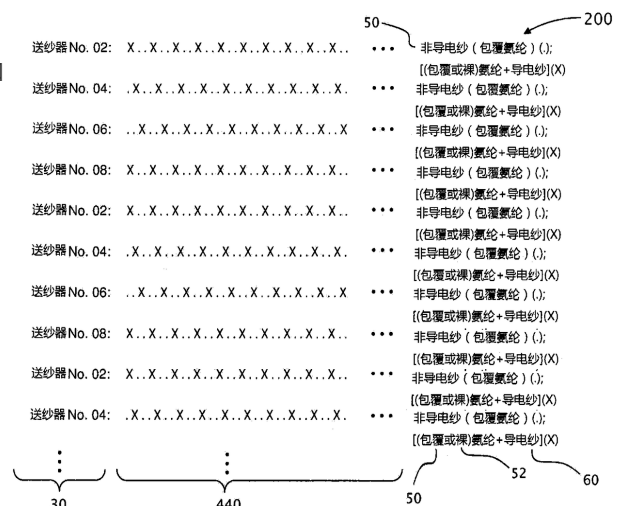 50 200
送纱器No. 02: X..X..X..X..X..X..X..X..X..X.. ••• 非导电纱(包覆氨纶)(.);
[(包覆或裸)氨纶+导电纱](X)
送纱器No. 04: .X..X..X..X..X..X..X..X..X..X. ••• 非导电纱(包覆氨纶)(.);
[(包覆或裸)氨纶+导电纱](X)
送纱器No. 06: ..X..X..X..X..X..X..X..X..X..X ••• 非导电纱(包覆氨纶)(.);
[(包覆或裸)氨纶+导电纱](X)
送纱器No. 08: X..X..X..X..X..X..X..X..X..X.. ••• 非导电纱(包覆氨纶)(.);
[(包覆或裸)氨纶+导电纱](X)
送纱器No. 02: X..X..X..X..X..X..X..X..X..X.. ••• 非导电纱(包覆氨纶)(.);
[(包覆或裸)氨纶+导电纱](X)
送纱器No. 04: .X..X..X..X..X..X..X..X..X..X. ••• 非导电纱(包覆氨纶)(.);
[(包覆或裸)氨纶+导电纱](X)
送纱器No. 06: ..X..X..X..X..X..X..X..X..X..X ••• 非导电纱(包覆氨纶)(.);
[(包覆或裸)氨纶+导电纱](X)
送纱器No. 08: X..X..X..X..X..X..X..X..X..X.. ••• 非导电纱(包覆氨纶)(.);
[(包覆或裸)氨纶+导电纱](X)
送纱器No. 02: X..X..X..X..X..X..X..X..X..X.. ••• 非导电纱(包覆氨纶)(.);
[(包覆或裸)氨纶+导电纱](X)
送纱器No. 04: .X..X..X..X..X..X..X..X..X..X. ••• 非导电纱(包覆氨纶)(.);
[(包覆或裸)氨纶+导电纱](X)
30 440 50 52 60